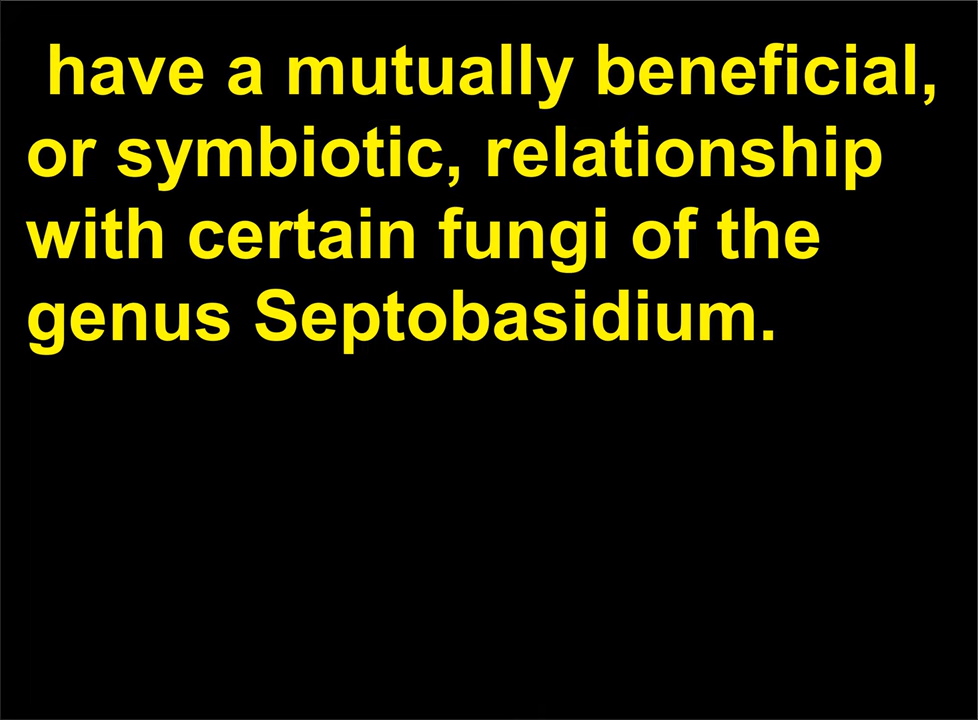 have a mutually beneficial,
or symbiotic, relationship
with certain fungi of the
genus Septobasidium.